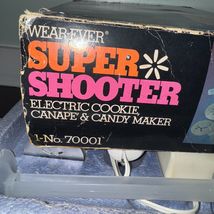 WEAR-EVER®
SUPER
SHOOTER
ELECTRIC COOKIE,
CANAPE' & CANDY MAKER
1-No. 70001